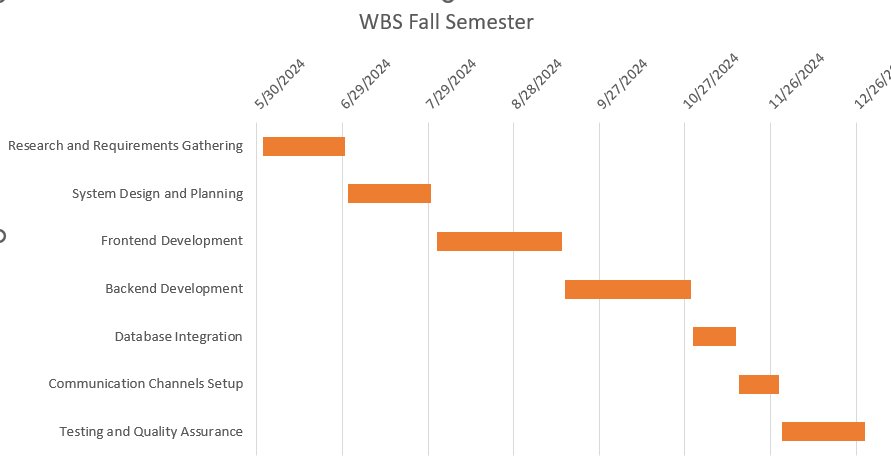 WBS Fall Semester
5/30/2024
6/29/2024
7/29/2024
8/28/2024
9/27/2024
10/27/2024
11/26/2024
Research and Requirements Gathering
System Design and Planning
Frontend Development
Backend Development
Database Integration
Communication Channels Setup
Testing and Quality Assurance